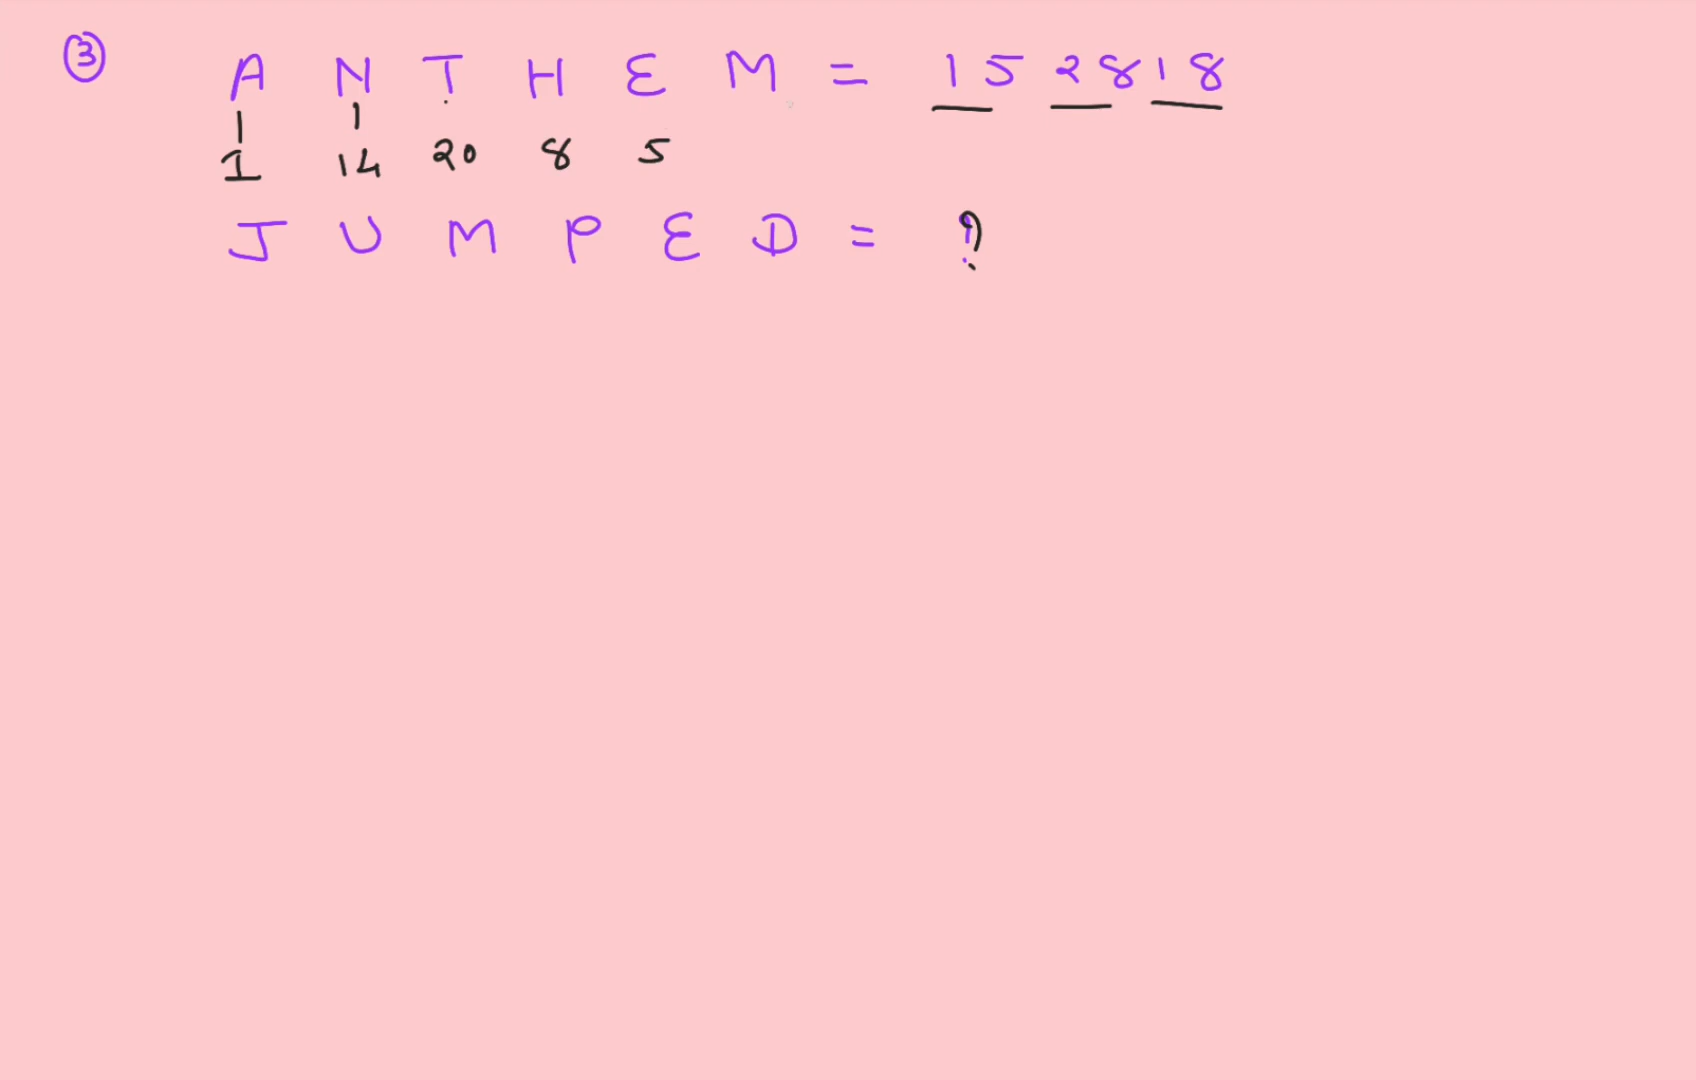 ③ A N T H E M = 15 28 18
1 14 20 8 5
J U M P E D = ?